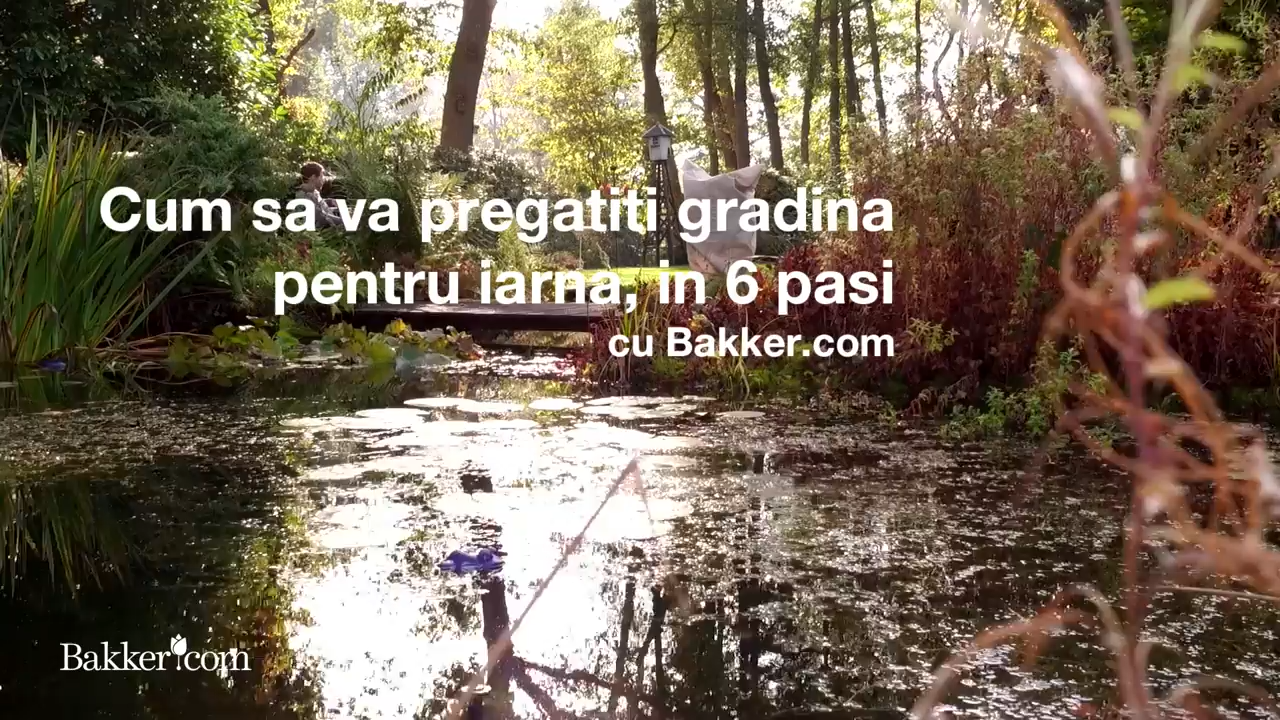 Cum sa va pregatiti gradina
pentru iarna, in 6 pasi
cu Bakker.com
Bakker.com